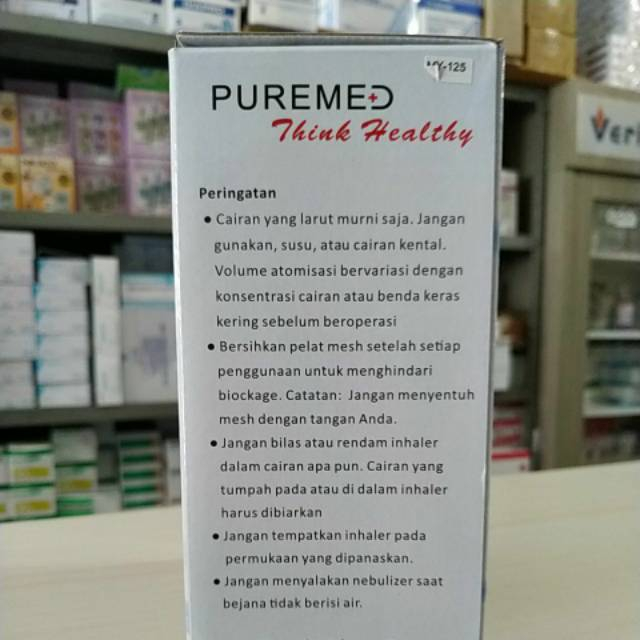 -125
PUREMED
Think Healthy
Veri
Peringatan
• Cairan yang larut murni saja. Jangan
gunakan, susu, atau cairan kental.
Volume atomisasi bervariasi dengan
konsentrasi cairan atau benda keras
kering sebelum beroperasi
• Bersihkan pelat mesh setelah setiap
penggunaan untuk menghindari
biockage. Catatan: Jangan menyentuh
mesh dengan tangan Anda.
• Jangan bilas atau rendam inhaler
dalam cairan apa pun. Cairan yang
tumpah pada atau di dalam inhaler
harus dibiarkan
• Jangan tempatkan inhaler pada
permukaan yang dipanaskan.
• Jangan menyalakan nebulizer saat
bejana tidak berisi air.